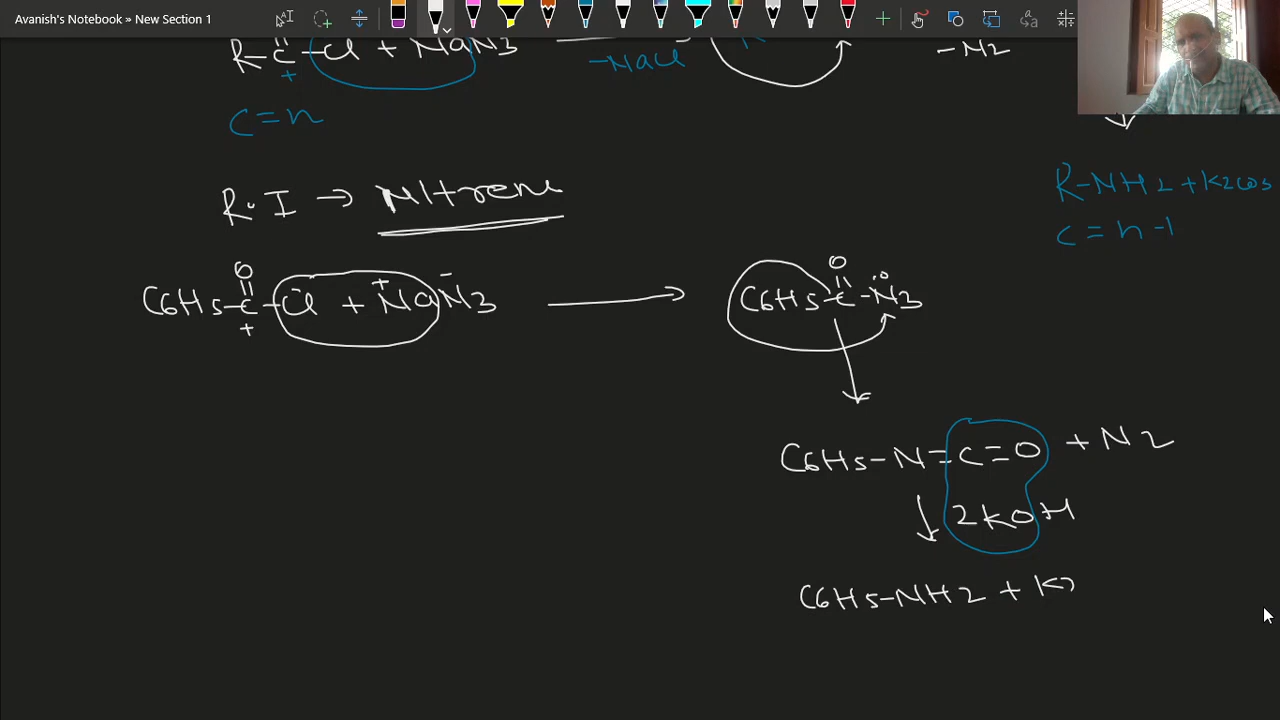 Avanish's Notebook » New Section 1
R-C-Cl + NaN3 -NaCl R -N2
+
C=n
R-NH2 + K2CO3
R.I → Nitrene
C=n-1
O O
C6H5-C-Cl + NaN3 → C6H5-C-N3
+
C6H5-N=C=O + N2
↓ 2KOH
C6H5-NH2 + K2